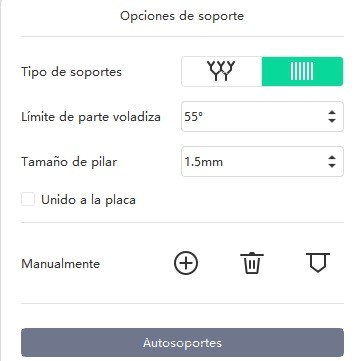 Opciones de soporte
Tipo de soportes
Límite de parte voladiza 55°
Tamaño de pilar 1.5mm
Unido a la placa
Manualmente
Autosoportes